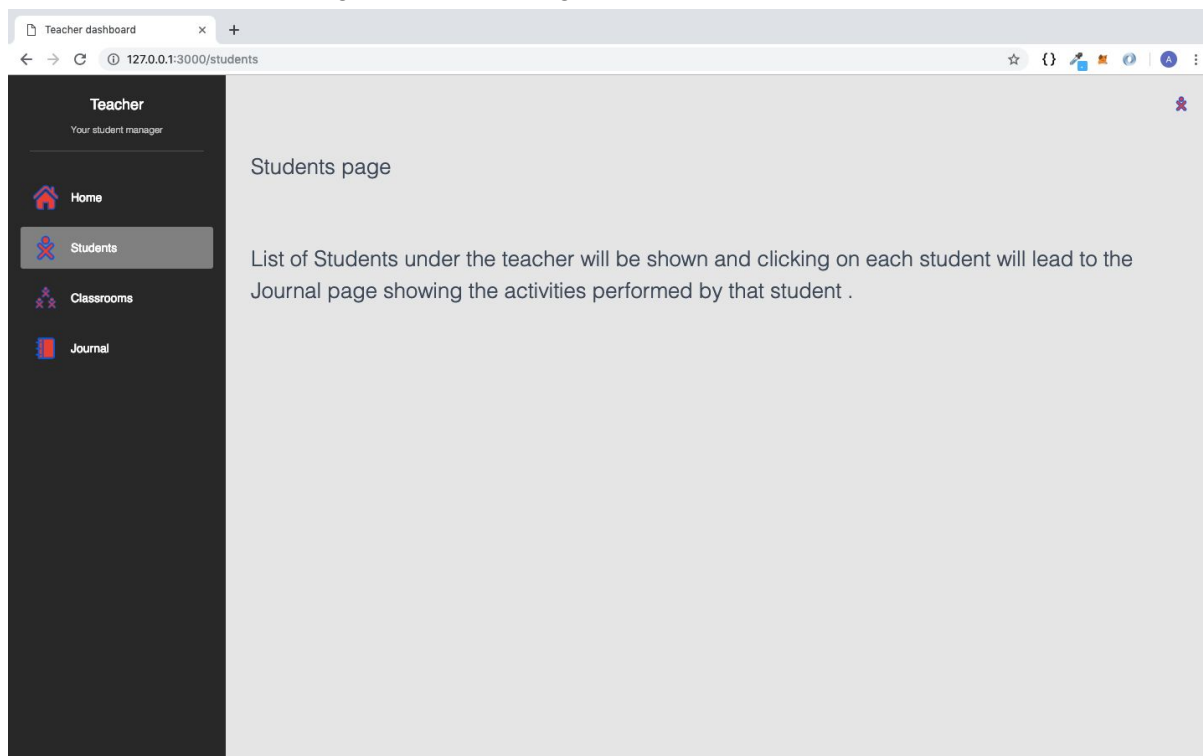 Teacher dashboard
127.0.0.1:3000/students
A
Teacher
Your student manager
Home
Students
Classrooms
Journal
Students page
List of Students under the teacher will be shown and clicking on each student will lead to the
Journal page showing the activities performed by that student .